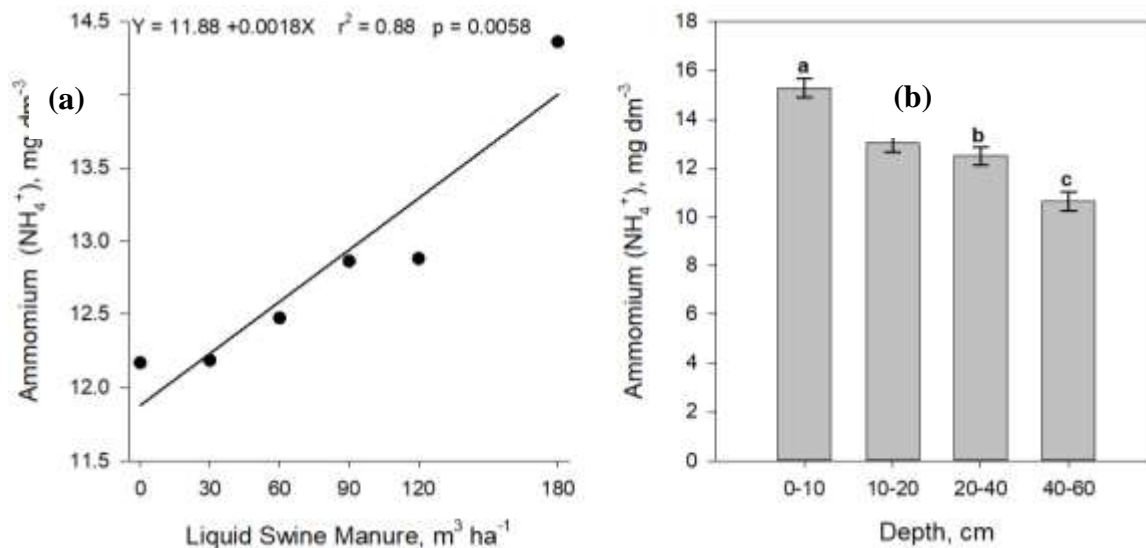 Y = 11.88 +0.0018X r² = 0.88 p = 0.0058
(a)
Ammomium (NH₄⁺), mg dm⁻³
14.5
13.5
13.0
12.5
12.0
11.5
0 30 60 90 120 180
Liquid Swine Manure, m³ ha⁻¹
(b)
Ammomium (NH₄⁺), mg dm⁻³
18
16
14
12
10
8
6
4
2
0
a
b
c
0-10 10-20 20-40 40-60
Depth, cm